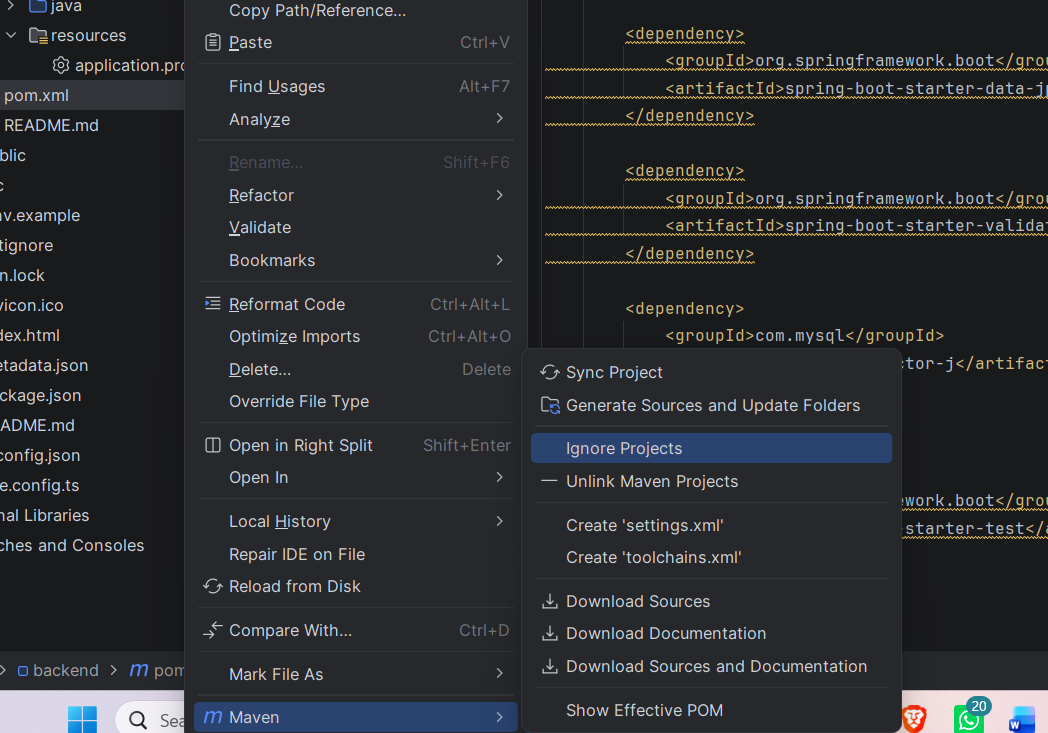 java
resources
application.pro
pom.xml
README.md
blic
c
nv.example
tignore
n.lock
vicon.ico
dex.html
etadata.json
ckage.json
ADME.md
config.json
e.config.ts
nal Libraries
ches and Consoles
Copy Path/Reference...
Paste Ctrl+V
Find Usages Alt+F7
Analyze
Rename... Shift+F6
Refactor
Validate
Bookmarks
Reformat Code Ctrl+Alt+L
Optimize Imports Ctrl+Alt+O
Delete... Delete
Override File Type
Open in Right Split Shift+Enter
Open In
Local History
Repair IDE on File
Reload from Disk
Compare With... Ctrl+D
Mark File As
m Maven
Sync Project
Generate Sources and Update Folders
Ignore Projects
Unlink Maven Projects
Create 'settings.xml'
Create 'toolchains.xml'
Download Sources
Download Documentation
Download Sources and Documentation
Show Effective POM
<dependency>
<groupId>org.springframework.boot</grou
<artifactId>spring-boot-starter-data-jp
</dependency>
<dependency>
<groupId>org.springframework.boot</grou
<artifactId>spring-boot-starter-validat
</dependency>
<dependency>
<groupId>com.mysql</groupId>
ctor-j</artifact
work.boot</grou
starter-test</a
backend > m pom
Sea
20
W